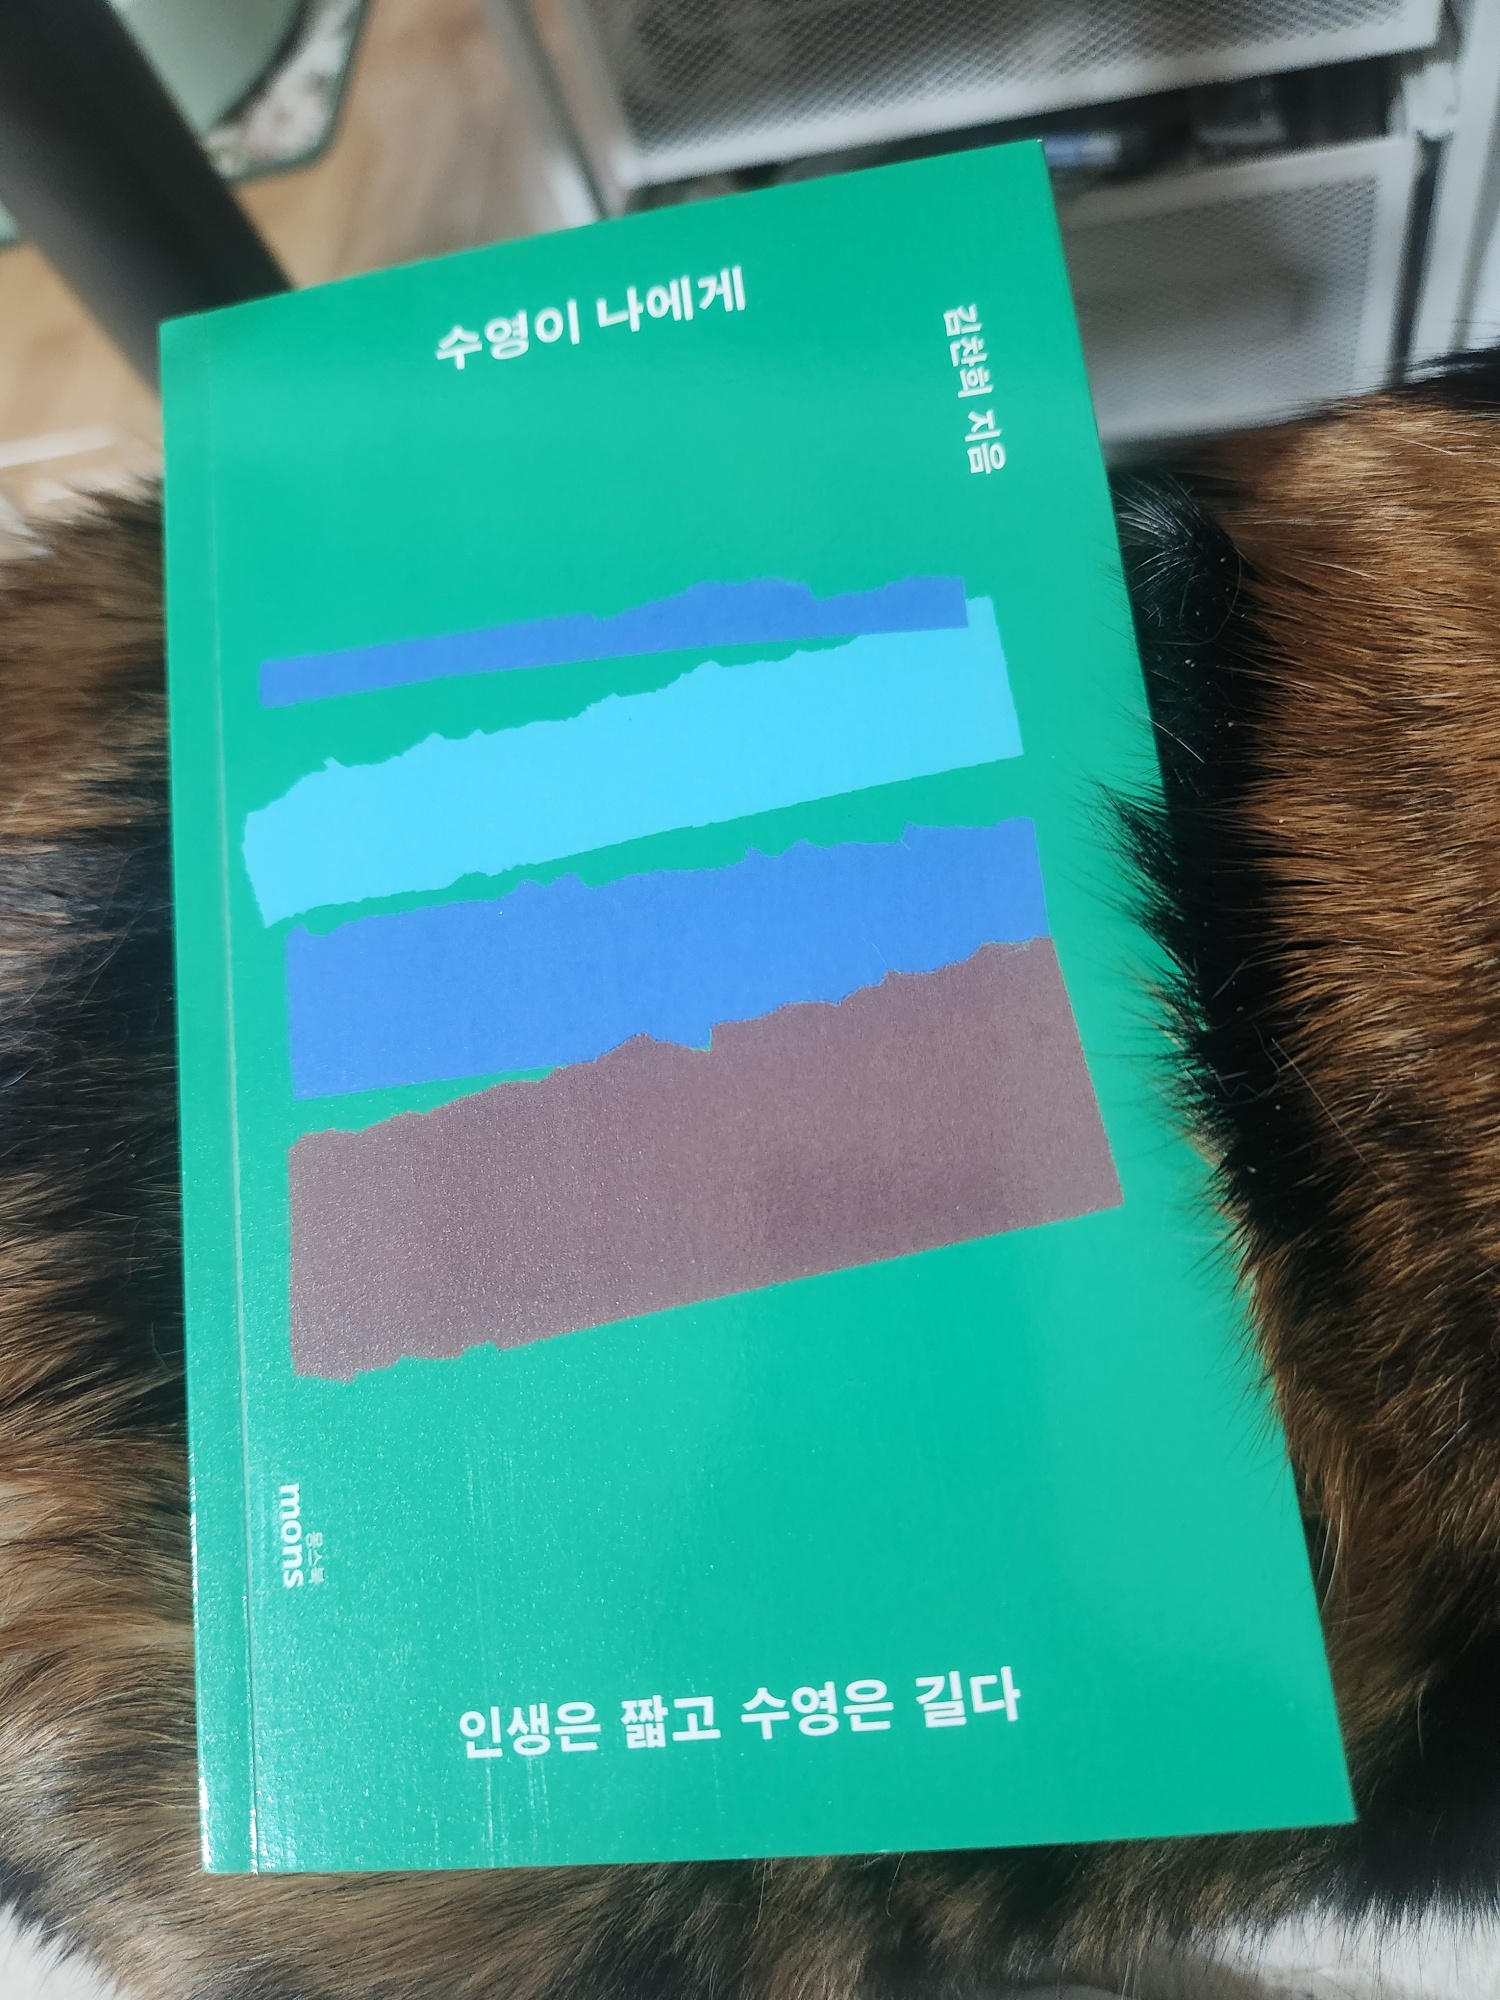 수영이 나에게
김찬희 지음
몽스북
mons
인생은 짧고 수영은 길다